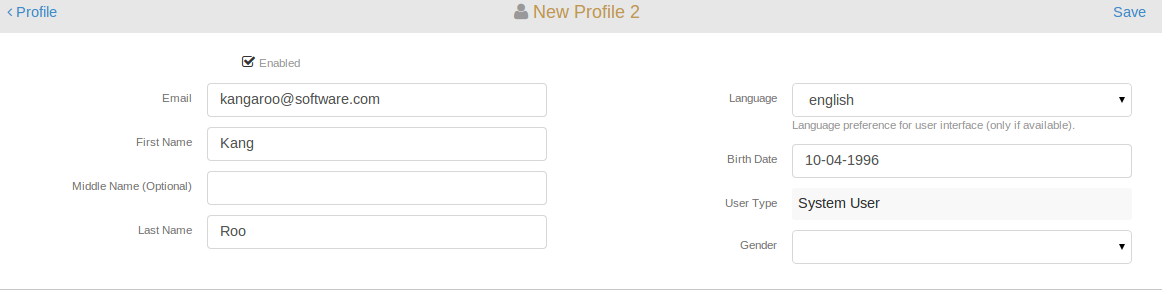 Profile
New Profile 2
Save
Enabled
Email
kangaroo@software.com
First Name
Kang
Middle Name (Optional)
Last Name
Roo
Language
english
Language preference for user interface (only if available).
Birth Date
10-04-1996
User Type
System User
Gender